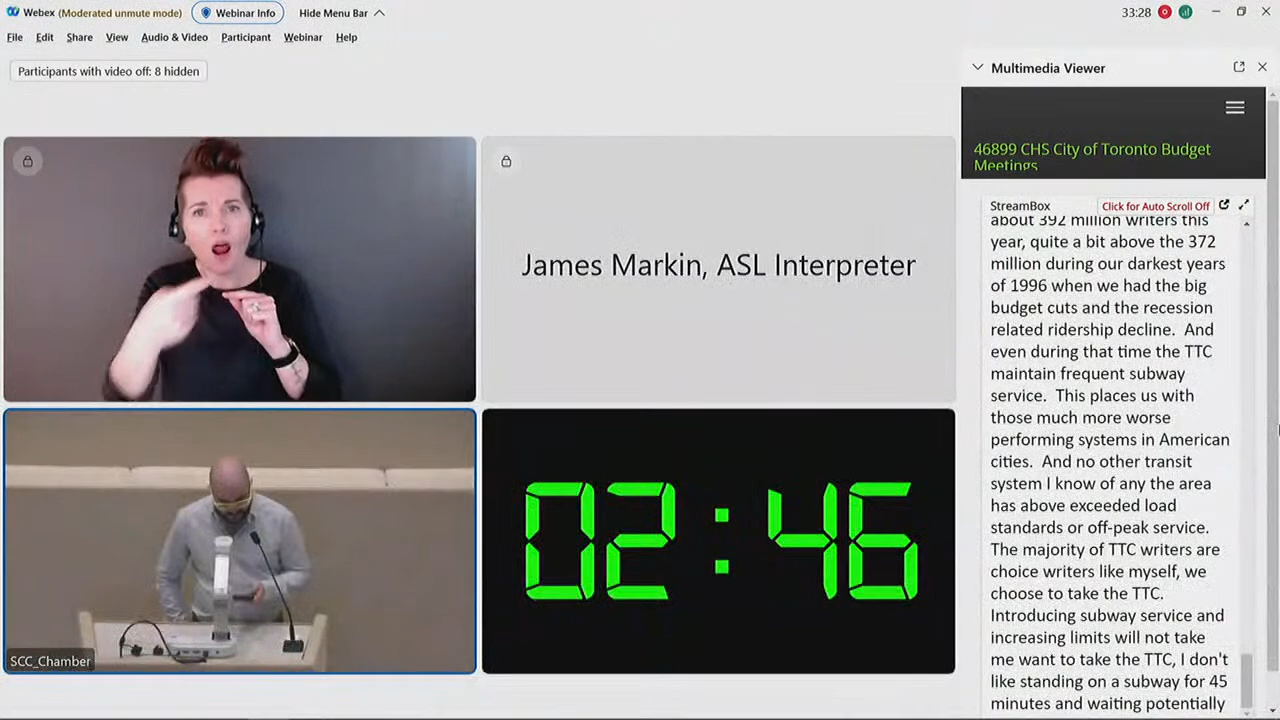 Webex (Moderated unmute mode) Webinar Info Hide Menu Bar 33:28
File Edit Share View Audio & Video Participant Webinar Help
Participants with video off: 8 hidden
Multimedia Viewer
46899 CHS City of Toronto Budget
Meetings
StreamBox Click for Auto Scroll Off
about 392 million writers this
year, quite a bit above the 372
million during our darkest years
of 1996 when we had the big
budget cuts and the recession
related ridership decline. And
even during that time the TTC
maintain frequent subway
service. This places us with
those much more worse
performing systems in American
cities. And no other transit
system I know of any the area
has above exceeded load
standards or off-peak service.
The majority of TTC writers are
choice writers like myself, we
choose to take the TTC.
Introducing subway service and
increasing limits will not take
me want to take the TTC, I don't
like standing on a subway for 45
minutes and waiting potentially
James Markin, ASL Interpreter
SCC_Chamber
02:46